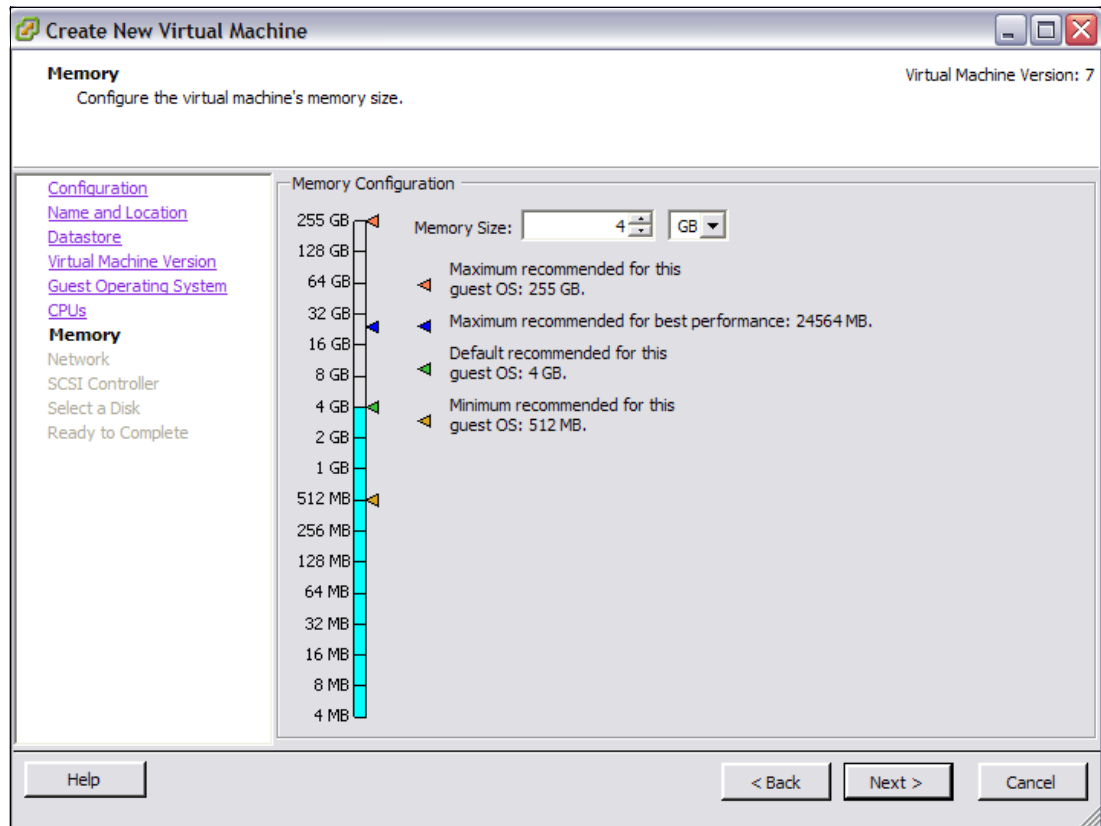 Create New Virtual Machine
Memory
Virtual Machine Version: 7
Configure the virtual machine's memory size.
Configuration
Name and Location
Datastore
Virtual Machine Version
Guest Operating System
CPUs
Memory
Network
SCSI Controller
Select a Disk
Ready to Complete
Memory Configuration
255 GB
128 GB
64 GB
32 GB
16 GB
8 GB
4 GB
2 GB
1 GB
512 MB
256 MB
128 MB
64 MB
32 MB
16 MB
8 MB
4 MB
Memory Size: 4 GB
Maximum recommended for this
guest OS: 255 GB.
Maximum recommended for best performance: 24564 MB.
Default recommended for this
guest OS: 4 GB.
Minimum recommended for this
guest OS: 512 MB.
Help
< Back
Next >
Cancel